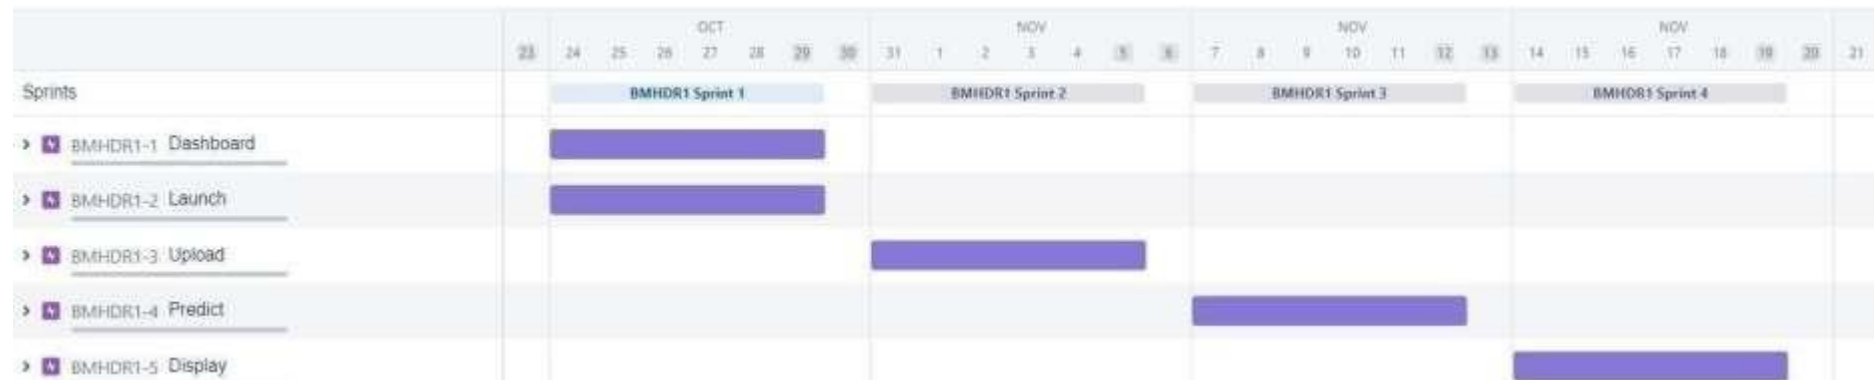 OCT NOV NOV NOV
23 24 25 26 27 28 29 30 31 1 2 3 4 5 6 7 8 9 10 11 12 13 14 15 16 17 18 19 20 21
Sprints BMHDR1 Sprint 1 BMHDR1 Sprint 2 BMHDR1 Sprint 3 BMHDR1 Sprint 4
BMHDR1-1 Dashboard
BMHDR1-2 Launch
BMHDR1-3 Upload
BMHDR1-4 Predict
BMHDR1-5 Display